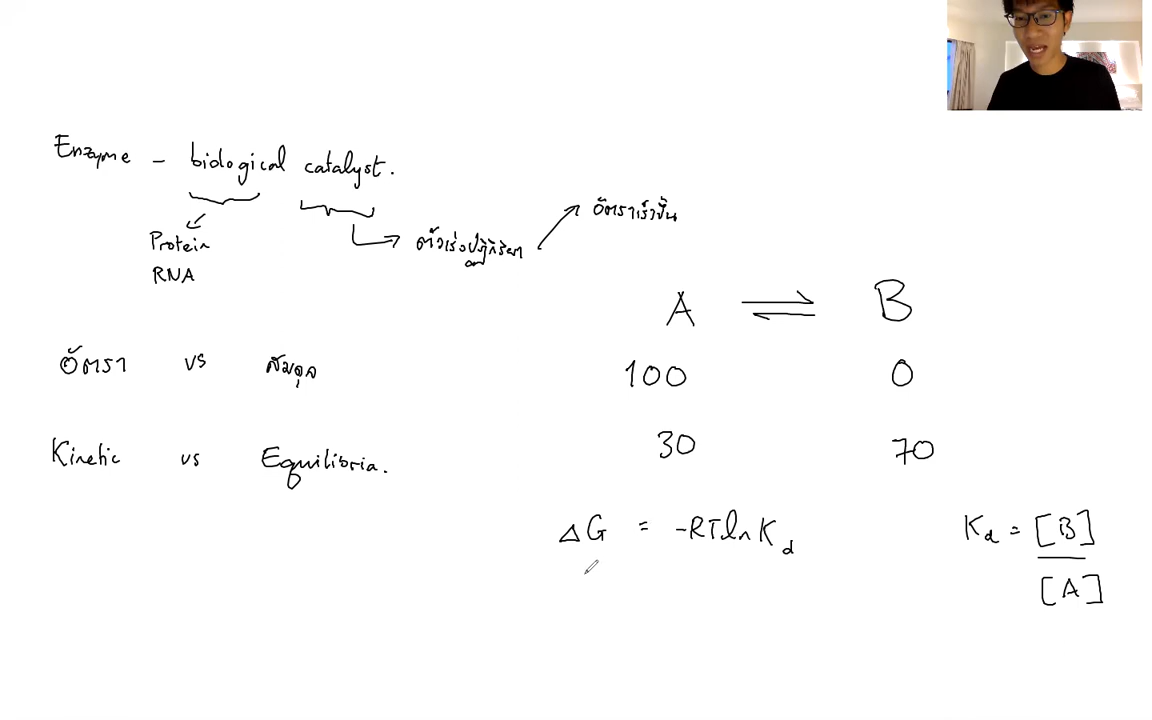 Enzyme - biological catalyst.
Protein
RNA
ตัวเร่งปฏิกิริยา
อัตราเร็วขึ้น
A ⇌ B
100 0
30 70
อัตรา vs สมดุล
Kinetic vs Equilibria.
ΔG = -RTlnKd
Kd = [B]
[A]